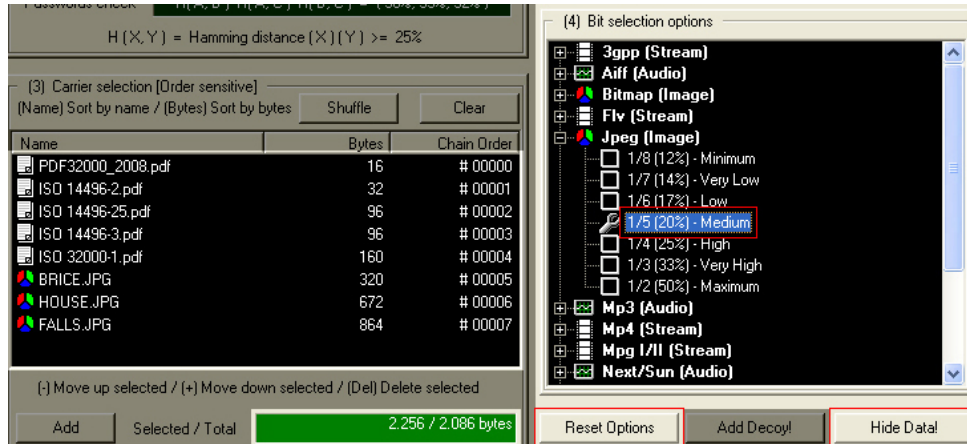 H ( X, Y ) = Hamming distance ( X ) ( Y ) >= 25%
(3) Carrier selection [Order sensitive]
(Name) Sort by name / (Bytes) Sort by bytes
Shuffle
Clear
Name Bytes Chain Order
PDF32000_2008.pdf 16 # 00000
ISO 14496-2.pdf 32 # 00001
ISO 14496-25.pdf 96 # 00002
ISO 14496-3.pdf 96 # 00003
ISO 32000-1.pdf 160 # 00004
BRICE.JPG 320 # 00005
HOUSE.JPG 672 # 00006
FALLS.JPG 864 # 00007
(-) Move up selected / (+) Move down selected / (Del) Delete selected
Add
Selected / Total
2.256 / 2.086 bytes
(4) Bit selection options
3gpp (Stream)
Aiff (Audio)
Bitmap (Image)
Flv (Stream)
Jpeg (Image)
1/8 (12%) - Minimum
1/7 (14%) - Very Low
1/6 (17%) - Low
1/5 (20%) - Medium
1/4 (25%) - High
1/3 (33%) - Very High
1/2 (50%) - Maximum
Mp3 (Audio)
Mp4 (Stream)
Mpg I/II (Stream)
Next/Sun (Audio)
Reset Options
Add Decoy!
Hide Data!